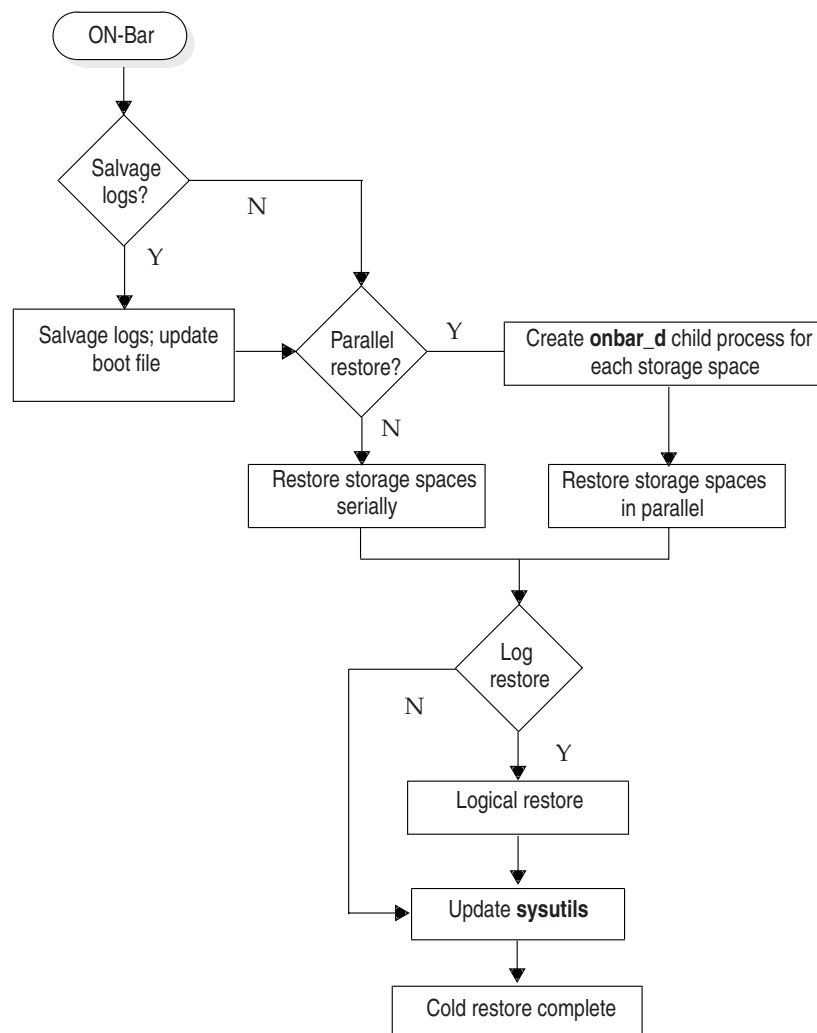 ON-Bar
Salvage
logs?
N
Y
Salvage logs; update
boot file
Parallel
restore?
Y
Create onbar_d child process for
each storage space
N
Restore storage spaces
serially
Restore storage spaces
in parallel
Log
restore
N
Y
Logical restore
Update sysutils
Cold restore complete